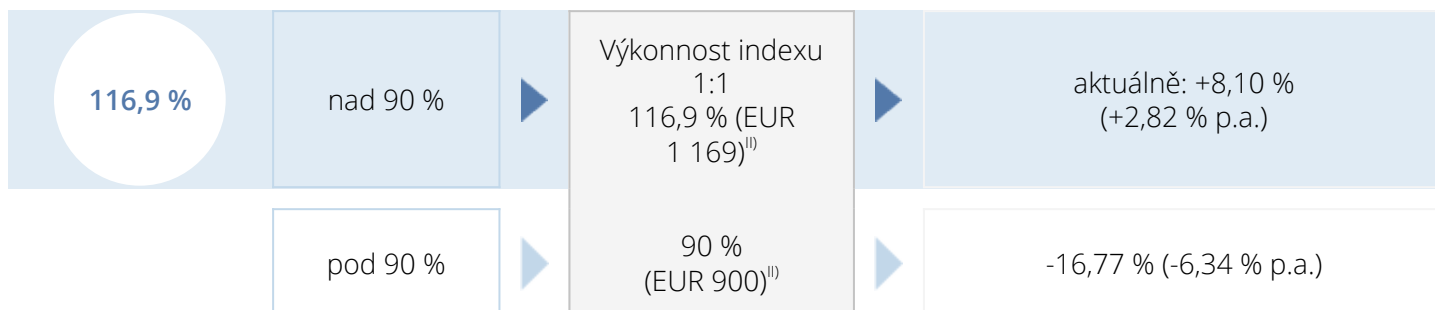 116,9 %
nad 90 %
Výkonnost indexu
1:1
116,9 % (EUR
1 169)II)
aktuálně: +8,10 %
(+2,82 % p.a.)
pod 90 %
90 %
(EUR 900)II)
-16,77 % (-6,34 % p.a.)